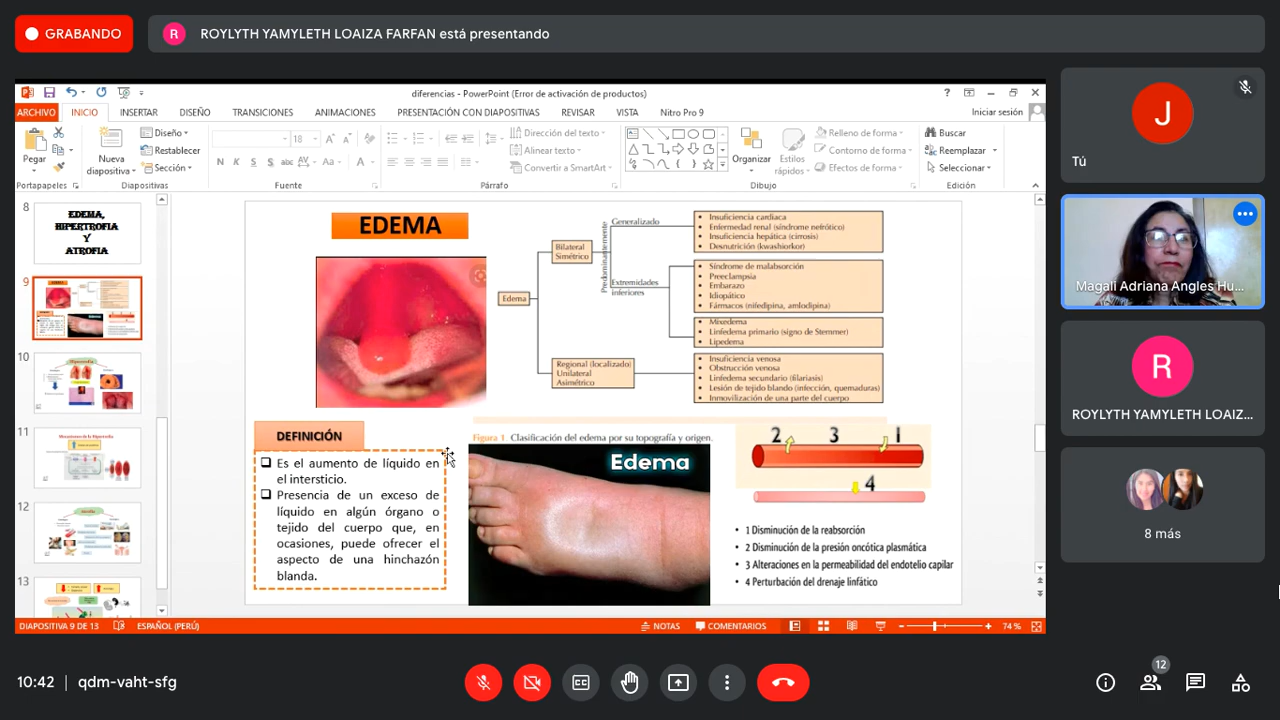 GRABANDO
R
ROYLYTH YAMYLETH LOAIZA FARFAN está presentando
diferencias - PowerPoint (Error de activación de productos)
ARCHIVO INICIO INSERTAR DISEÑO TRANSICIONES ANIMACIONES PRESENTACIÓN CON DIAPOSITIVAS REVISAR VISTA Nitro Pro 9
Iniciar sesión
Pegar
Nueva diapositiva
Diseño
Restablecer
Sección
18
N K S S abc AV Aa A
Dirección del texto
Alinear texto
Convertir a SmartArt
Organizar
Estilos rápidos
Relleno de forma
Contorno de forma
Efectos de forma
Buscar
Reemplazar
Seleccionar
Portapapeles
Diapositivas
Fuente
Párrafo
Dibujo
Edición
8
EDEMA,
HIPERTROFIA
Y
ATROFIA
9
10
11
12
13
EDEMA
Edema
Bilateral
Simétrico
Predominantemente
Generalizado
Extremidades
inferiores
Regional (localizado)
Unilateral
Asimétrico
• Insuficiencia cardiaca
• Enfermedad renal (síndrome nefrótico)
• Insuficiencia hepática (cirrosis)
• Desnutrición (kwashiorkor)
• Síndrome de malabsorción
• Preeclampsia
• Embarazo
• Idiopático
• Fármacos (nifedipina, amlodipina)
• Mixedema
• Linfedema primario (signo de Stemmer)
• Lipedema
• Insuficiencia venosa
• Obstrucción venosa
• Linfedema secundario (filariasis)
• Lesión de tejido blando (infección, quemaduras)
• Inmovilización de una parte del cuerpo
Figura 1 Clasificación del edema por su topografía y origen.
DEFINICIÓN
❑ Es el aumento de líquido en
el intersticio.
❑ Presencia de un exceso de
líquido en algún órgano o
tejido del cuerpo que, en
ocasiones, puede ofrecer el
aspecto de una hinchazón
blanda.
Edema
2 3 1
4
• 1 Disminución de la reabsorción
• 2 Disminución de la presión oncótica plasmática
• 3 Alteraciones en la permeabilidad del endotelio capilar
• 4 Perturbación del drenaje linfático
DIAPOSITIVA 9 DE 13
ESPAÑOL (PERÚ)
NOTAS
COMENTARIOS
74 %
J
Tú
Magali Adriana Angles Hu...
R
ROYLYTH YAMYLETH LOAIZ...
8 más
10:42 | qdm-vaht-sfg
12